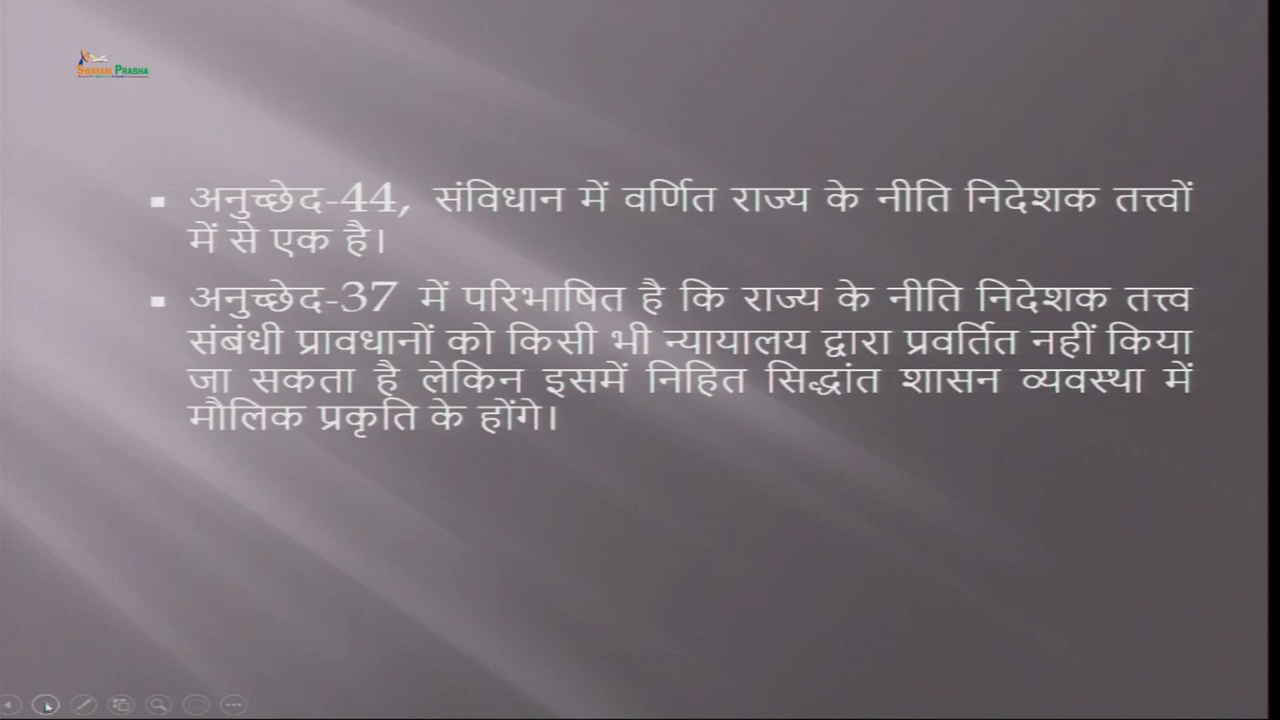 SWAYAM PRABHA
▪ अनुच्छेद-44, संविधान में वर्णित राज्य के नीति निदेशक तत्त्वों
में से एक है।
▪ अनुच्छेद-37 में परिभाषित है कि राज्य के नीति निदेशक तत्त्व
संबंधी प्रावधानों को किसी भी न्यायालय द्वारा प्रवर्तित नहीं किया
जा सकता है लेकिन इसमें निहित सिद्धांत शासन व्यवस्था में
मौलिक प्रकृति के होंगे।